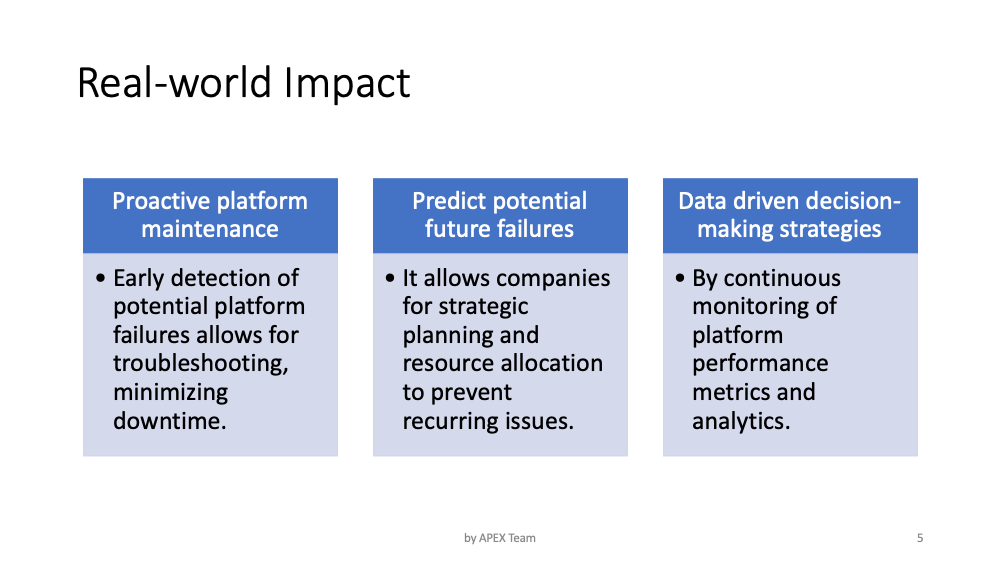 Real-world Impact
Proactive platform
maintenance
• Early detection of
potential platform
failures allows for
troubleshooting,
minimizing
downtime.
Predict potential
future failures
• It allows companies
for strategic
planning and
resource allocation
to prevent
recurring issues.
Data driven decision-
making strategies
• By continuous
monitoring of
platform
performance
metrics and
analytics.
by APEX Team
5